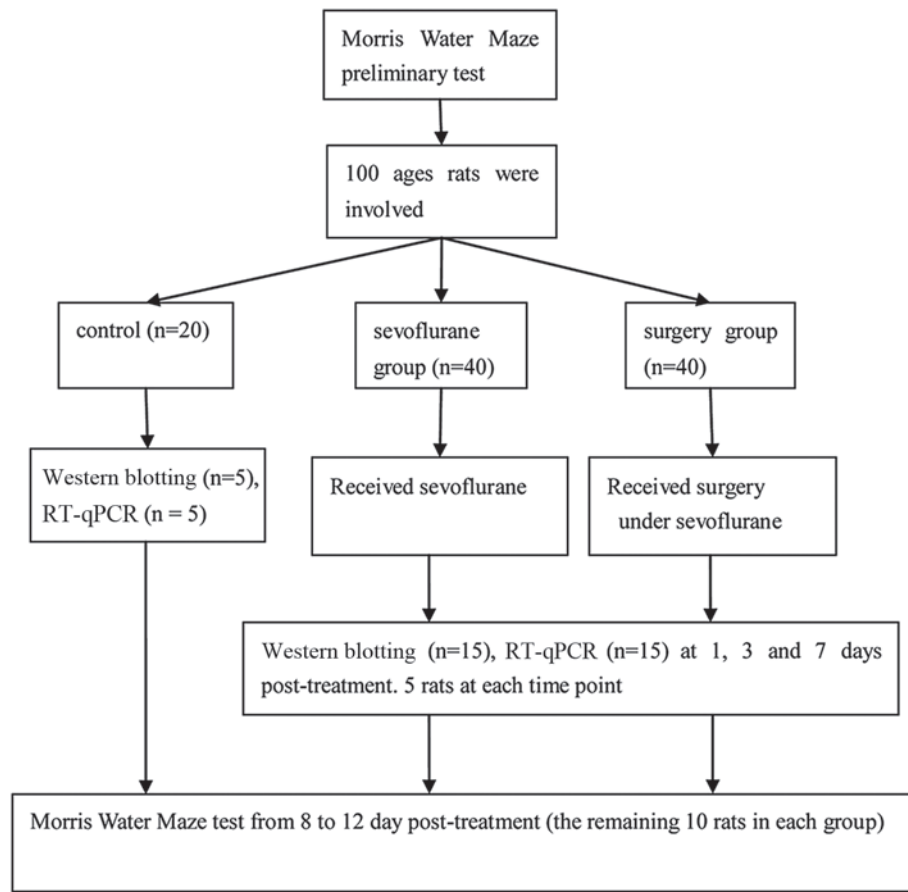 Morris Water Maze
preliminary test
100 ages rats were
involved
control (n=20)
sevoflurane
group (n=40)
surgery group
(n=40)
Western blotting (n=5),
RT-qPCR (n = 5)
Received sevoflurane
Received surgery
under sevoflurane
Western blotting (n=15), RT-qPCR (n=15) at 1, 3 and 7 days
post-treatment. 5 rats at each time point
Morris Water Maze test from 8 to 12 day post-treatment (the remaining 10 rats in each group)